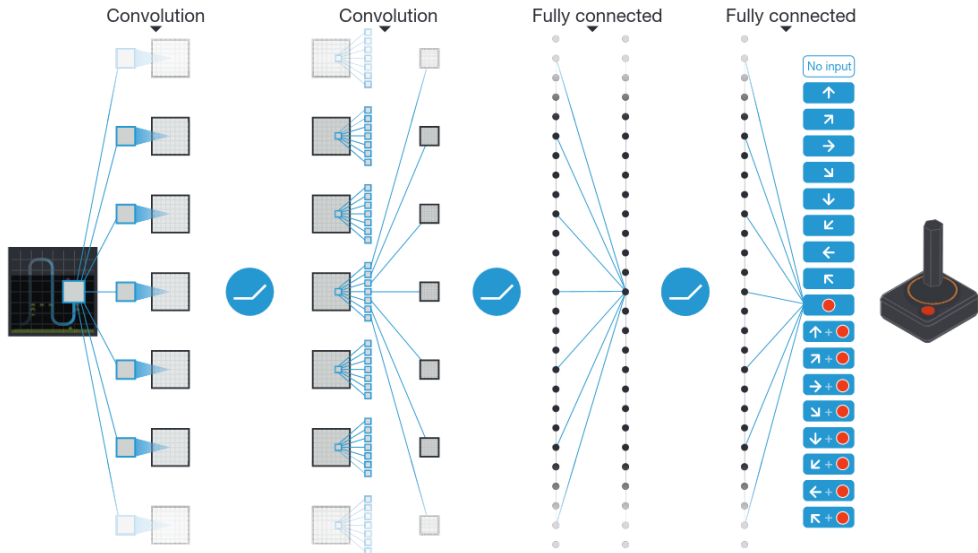 Convolution
Convolution
Fully connected
Fully connected
No input
+
+
+
+
+
+
+
+